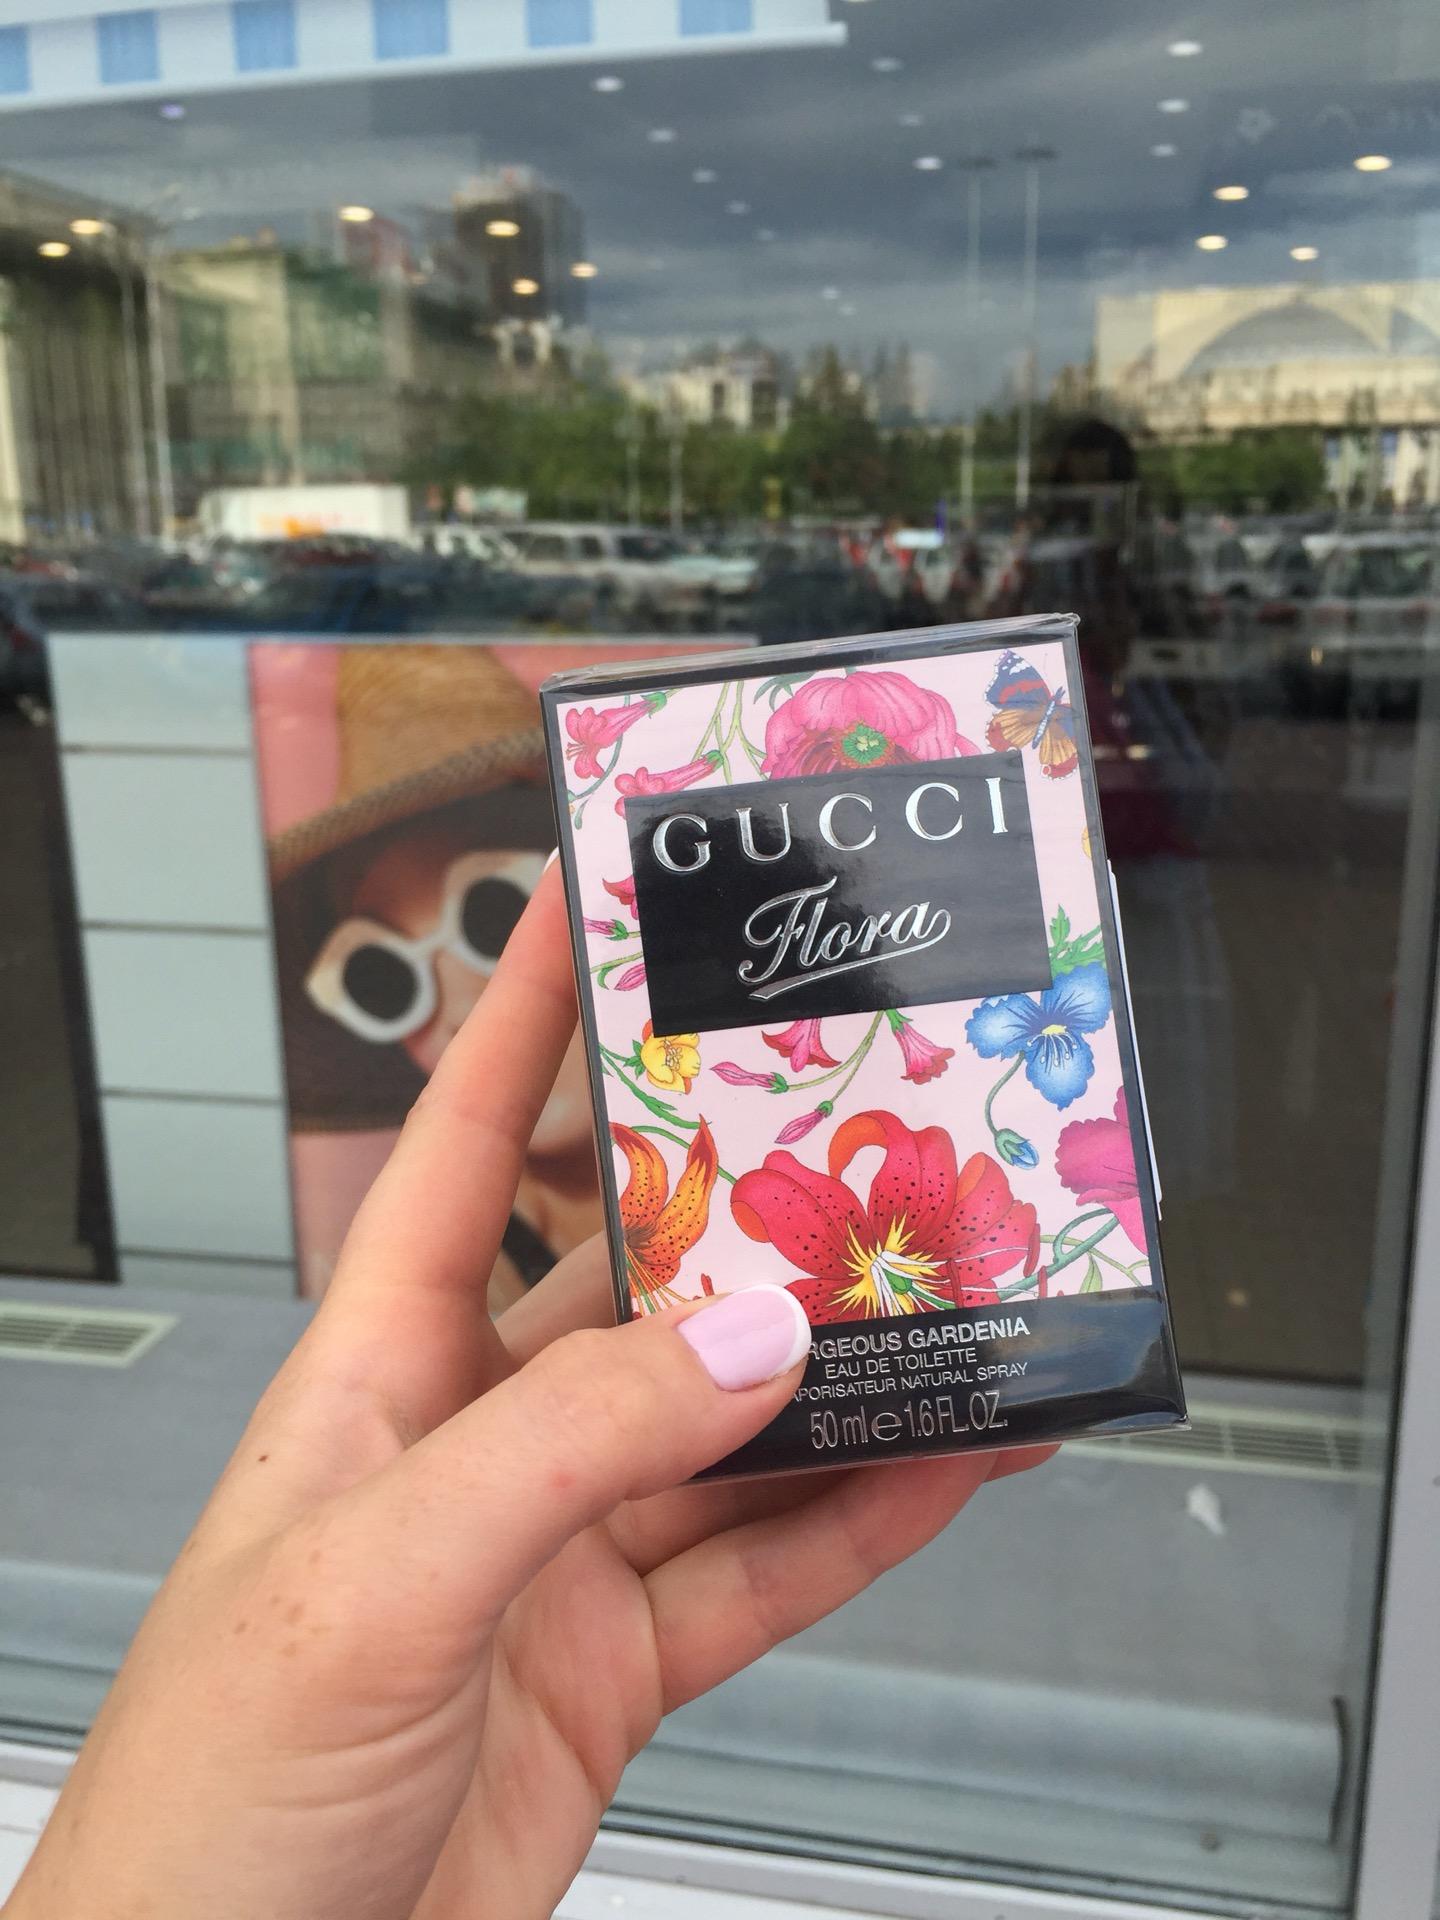 GUCCI
Flora
RGEOUS GARDENIA
EAU DE TOILETTE
APORISATEUR NATURAL SPRAY
50 ml e 1.6 FL. OZ.